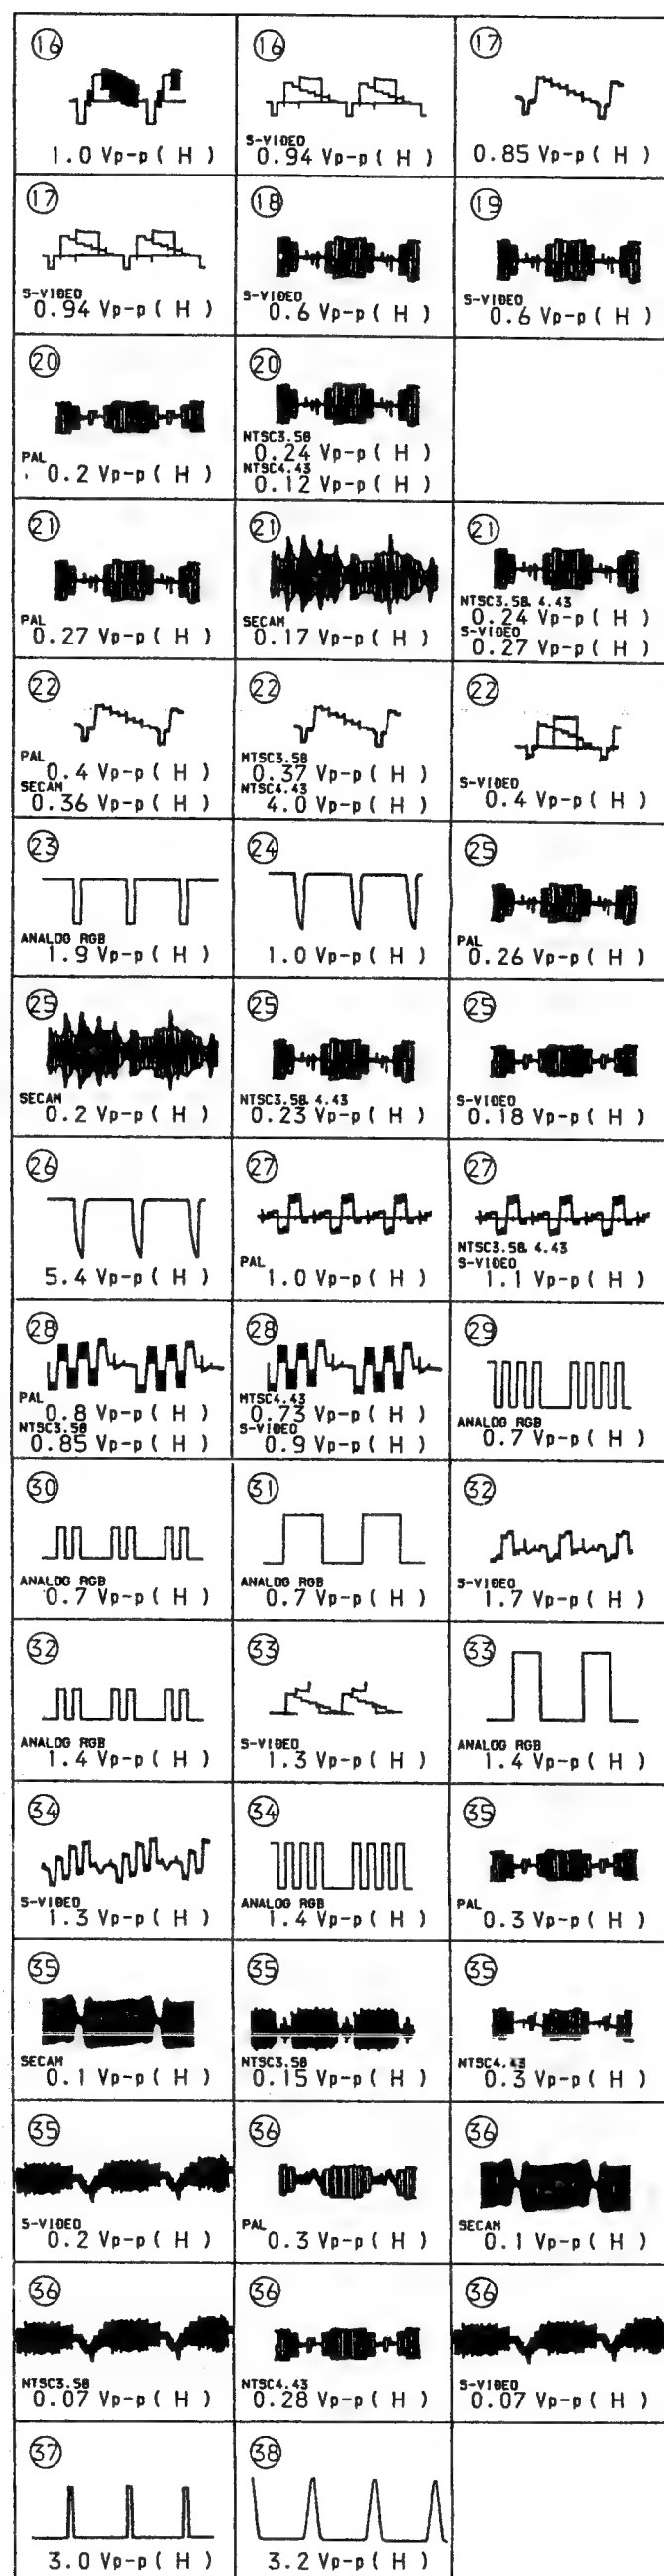 16
1.0 Vp-p ( H )
16
S-VIDEO
0.94 Vp-p ( H )
17
0.85 Vp-p ( H )
17
S-VIDEO
0.94 Vp-p ( H )
18
S-VIDEO
0.6 Vp-p ( H )
19
S-VIDEO
0.6 Vp-p ( H )
20
PAL
0.2 Vp-p ( H )
20
NTSC3.58
0.24 Vp-p ( H )
NTSC4.43
0.12 Vp-p ( H )
21
PAL
0.27 Vp-p ( H )
21
SECAM
0.17 Vp-p ( H )
21
NTSC3.58. 4.43
0.24 Vp-p ( H )
S-VIDEO
0.27 Vp-p ( H )
22
PAL
0.4 Vp-p ( H )
SECAM
0.36 Vp-p ( H )
22
MTSC3.58
0.37 Vp-p ( H )
NTSC4.43
4.0 Vp-p ( H )
22
S-VIDEO
0.4 Vp-p ( H )
23
ANALOG RGB
1.9 Vp-p ( H )
24
1.0 Vp-p ( H )
25
PAL
0.26 Vp-p ( H )
25
SECAM
0.2 Vp-p ( H )
25
NTSC3.58. 4.43
0.23 Vp-p ( H )
25
S-VIDEO
0.18 Vp-p ( H )
26
5.4 Vp-p ( H )
27
PAL
1.0 Vp-p ( H )
27
NTSC3.58. 4.43
S-VIDEO
1.1 Vp-p ( H )
28
PAL
0.8 Vp-p ( H )
NTSC3.58
0.85 Vp-p ( H )
28
MTSC4.43
0.73 Vp-p ( H )
S-VIDEO
0.9 Vp-p ( H )
29
ANALOG RGB
0.7 Vp-p ( H )
30
ANALOG RGB
0.7 Vp-p ( H )
31
ANALOG RGB
0.7 Vp-p ( H )
32
S-VIDEO
1.7 Vp-p ( H )
32
ANALOG RGB
1.4 Vp-p ( H )
33
S-VIDEO
1.3 Vp-p ( H )
33
ANALOG RGB
1.4 Vp-p ( H )
34
S-VIDEO
1.3 Vp-p ( H )
34
ANALOG RGB
1.4 Vp-p ( H )
35
PAL
0.3 Vp-p ( H )
35
SECAM
0.1 Vp-p ( H )
35
NTSC3.58
0.15 Vp-p ( H )
35
NTSC4.43
0.3 Vp-p ( H )
35
S-VIDEO
0.2 Vp-p ( H )
36
PAL
0.3 Vp-p ( H )
36
SECAM
0.1 Vp-p ( H )
36
NTSC3.58
0.07 Vp-p ( H )
36
NTSC4.43
0.28 Vp-p ( H )
36
S-VIDEO
0.07 Vp-p ( H )
37
3.0 Vp-p ( H )
38
3.2 Vp-p ( H )